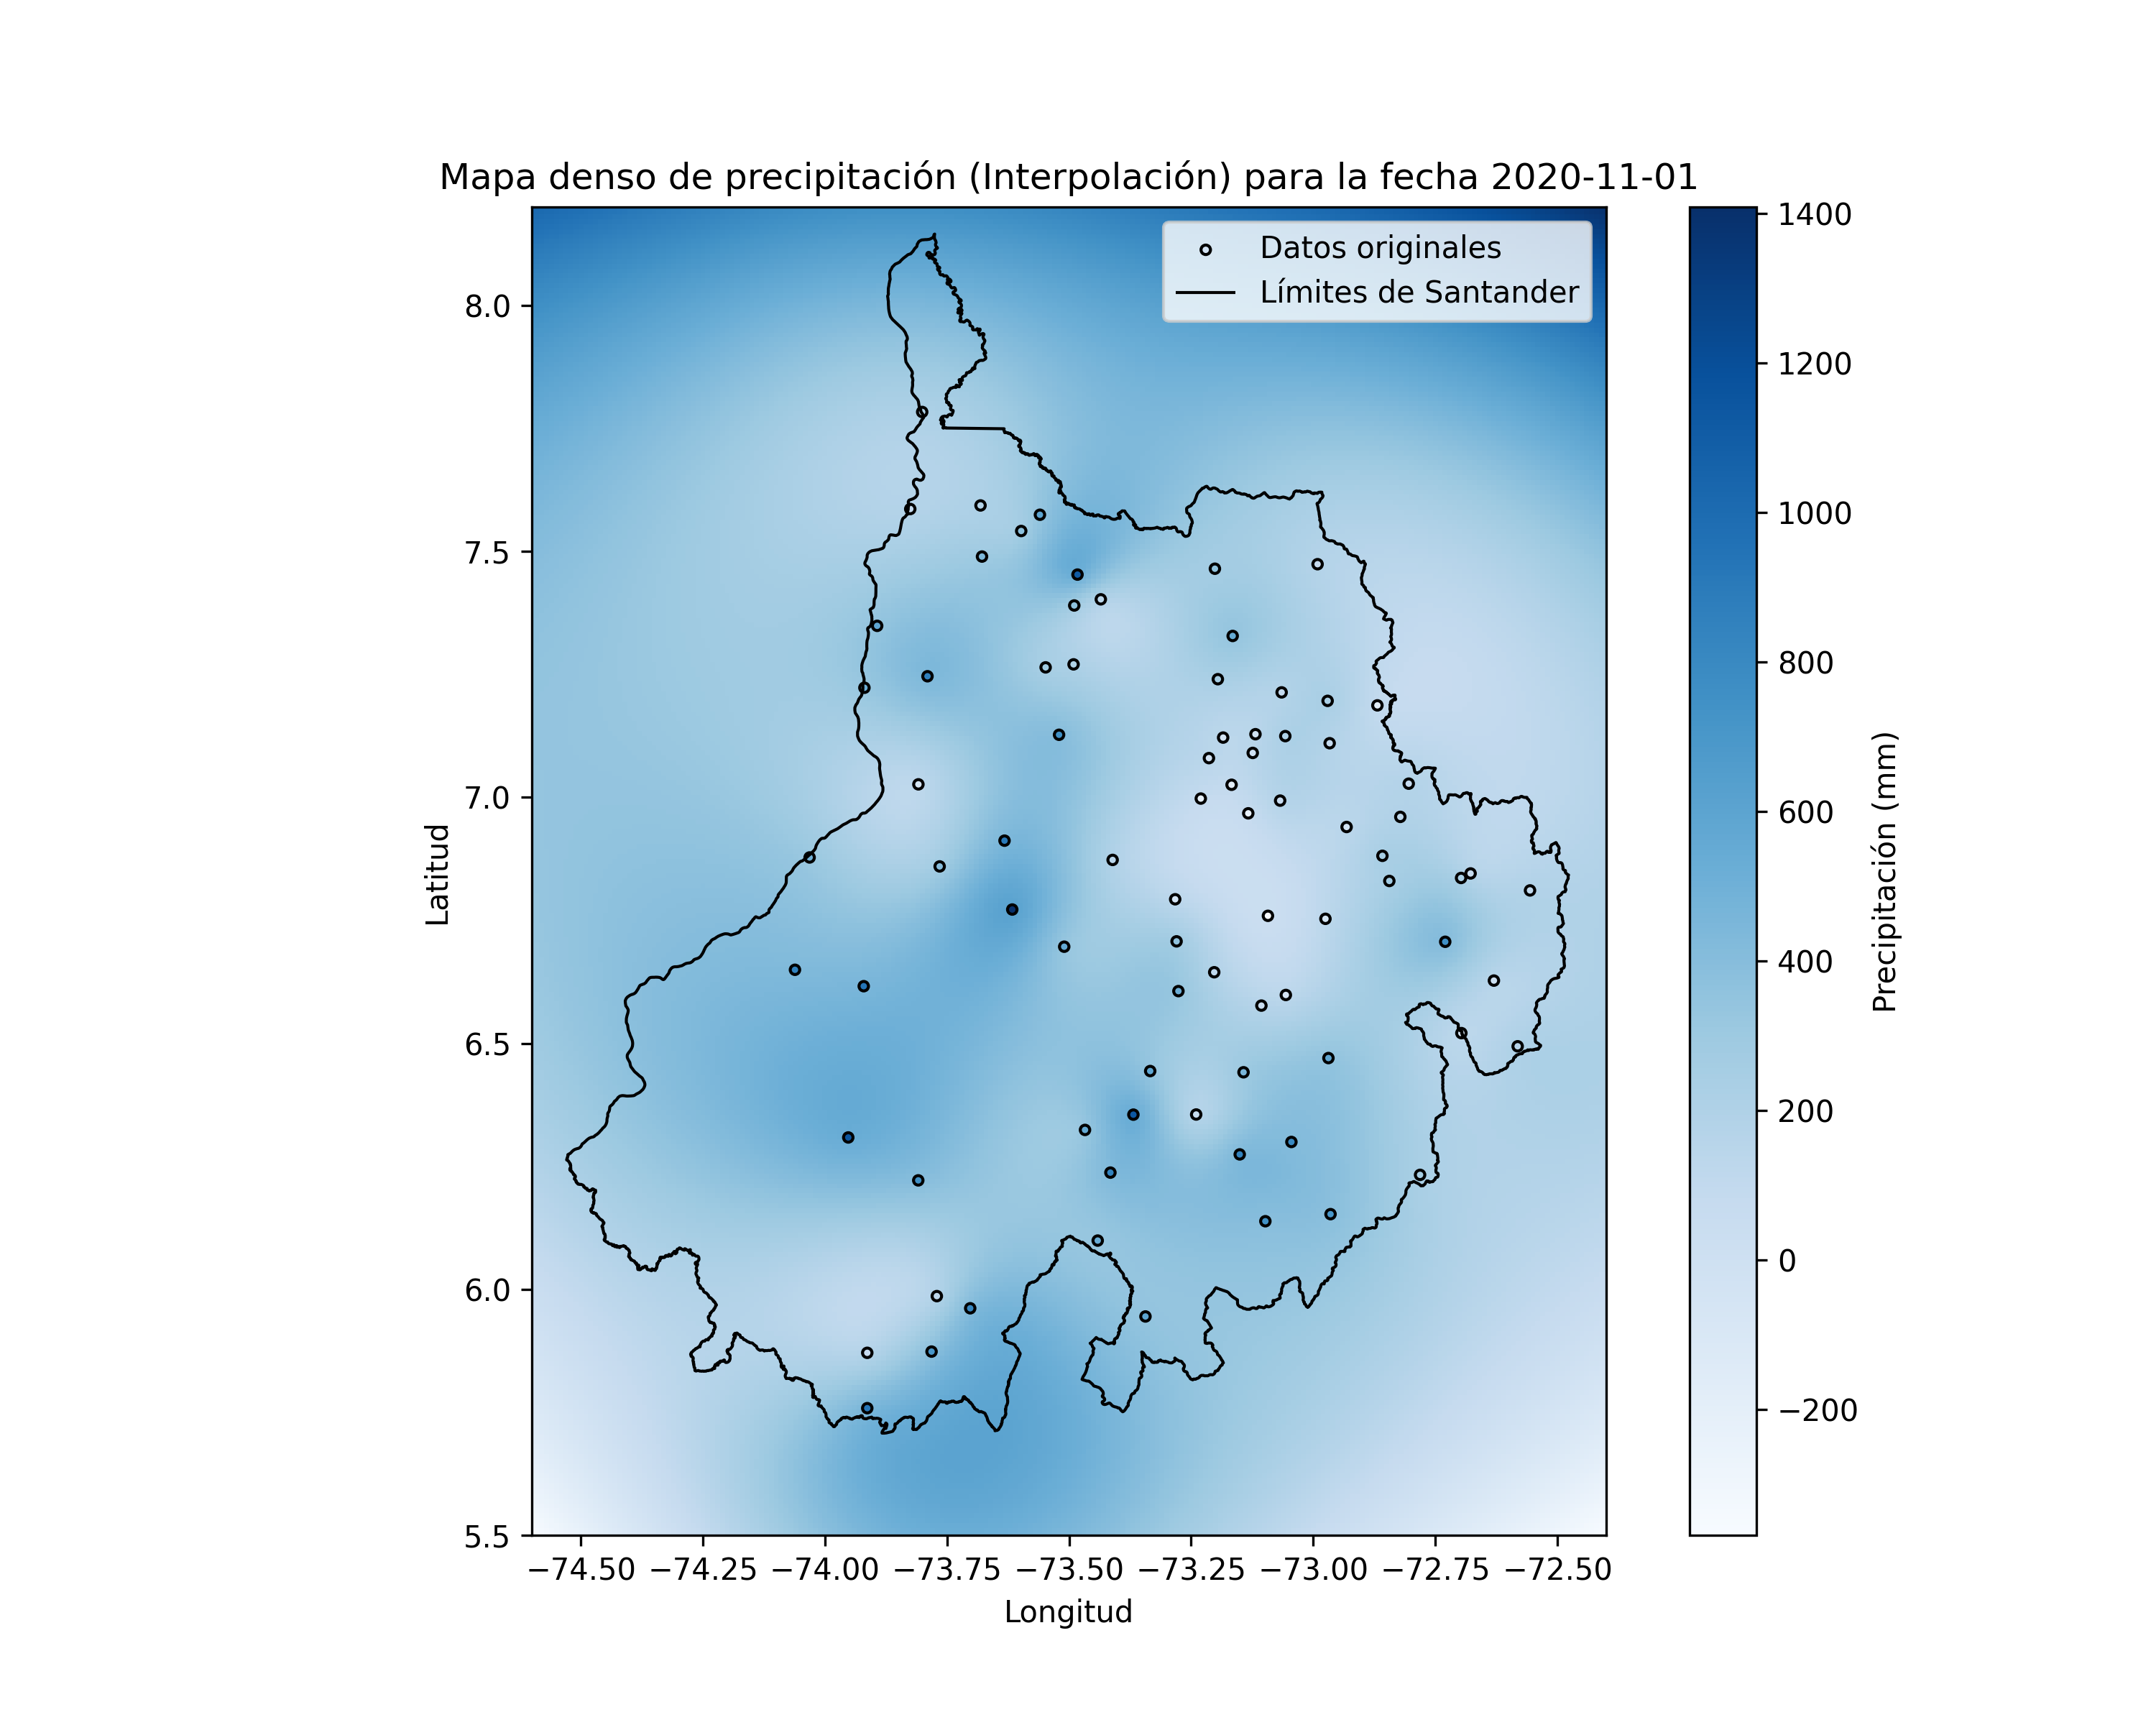 Mapa denso de precipitación (Interpolación) para la fecha 2020-11-01
Datos originales
Límites de Santander
8.0
7.5
7.0
6.5
6.0
5.5
Latitud
−74.50 −74.25 −74.00 −73.75 −73.50 −73.25 −73.00 −72.75 −72.50
Longitud
1400
1200
1000
800
600
400
200
0
−200
Precipitación (mm)